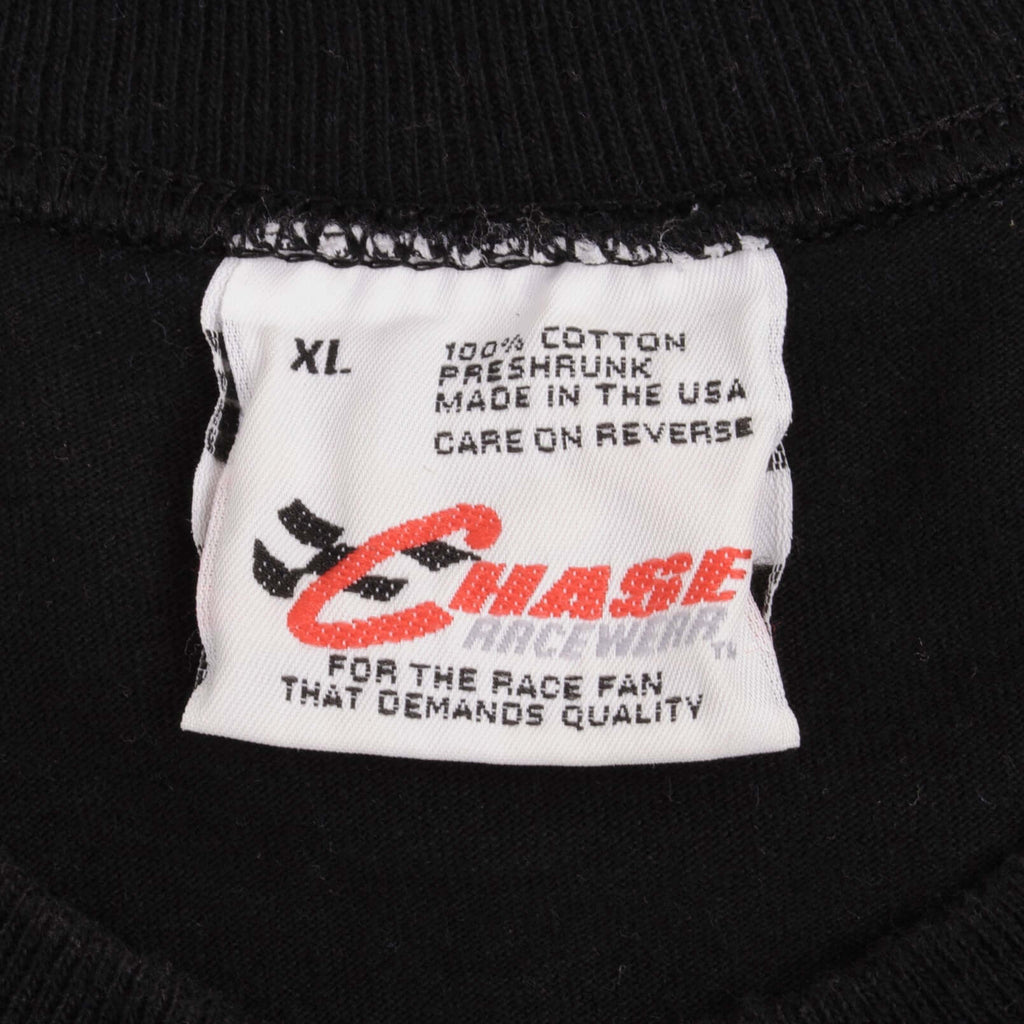 XL
100% COTTON
PRESHRUNK
MADE IN THE USA
CARE ON REVERSE
CHASE
RACEWEAR TM
FOR THE RACE FAN
THAT DEMANDS QUALITY